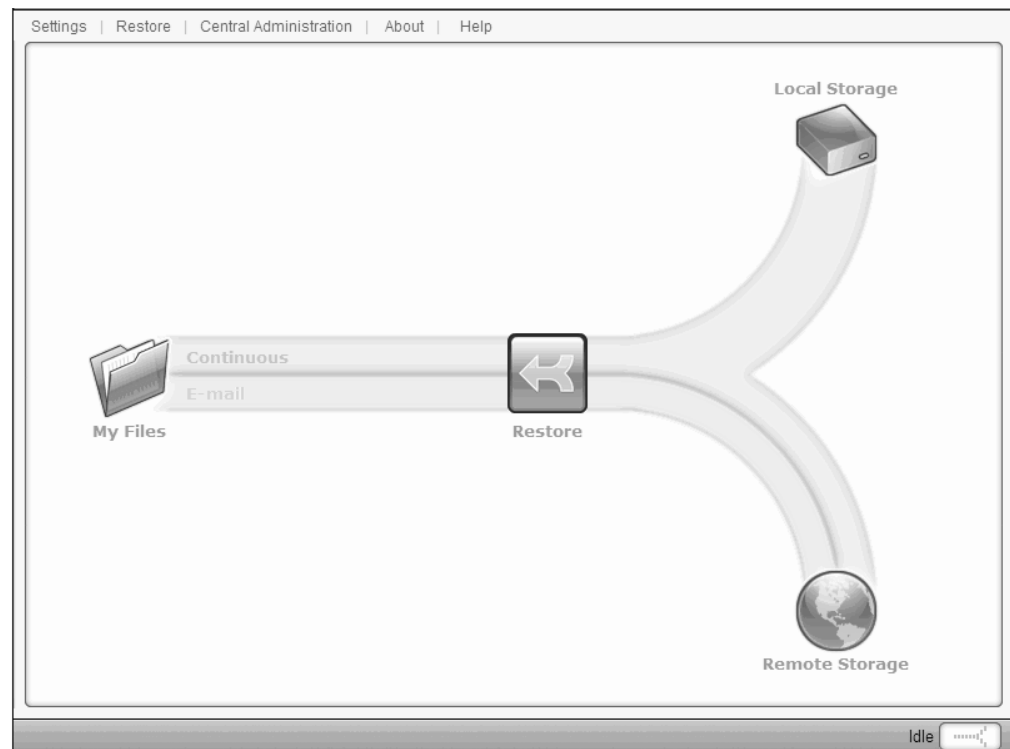 Settings | Restore | Central Administration | About | Help
Local Storage
Continuous
E-mail
My Files
Restore
Remote Storage
Idle